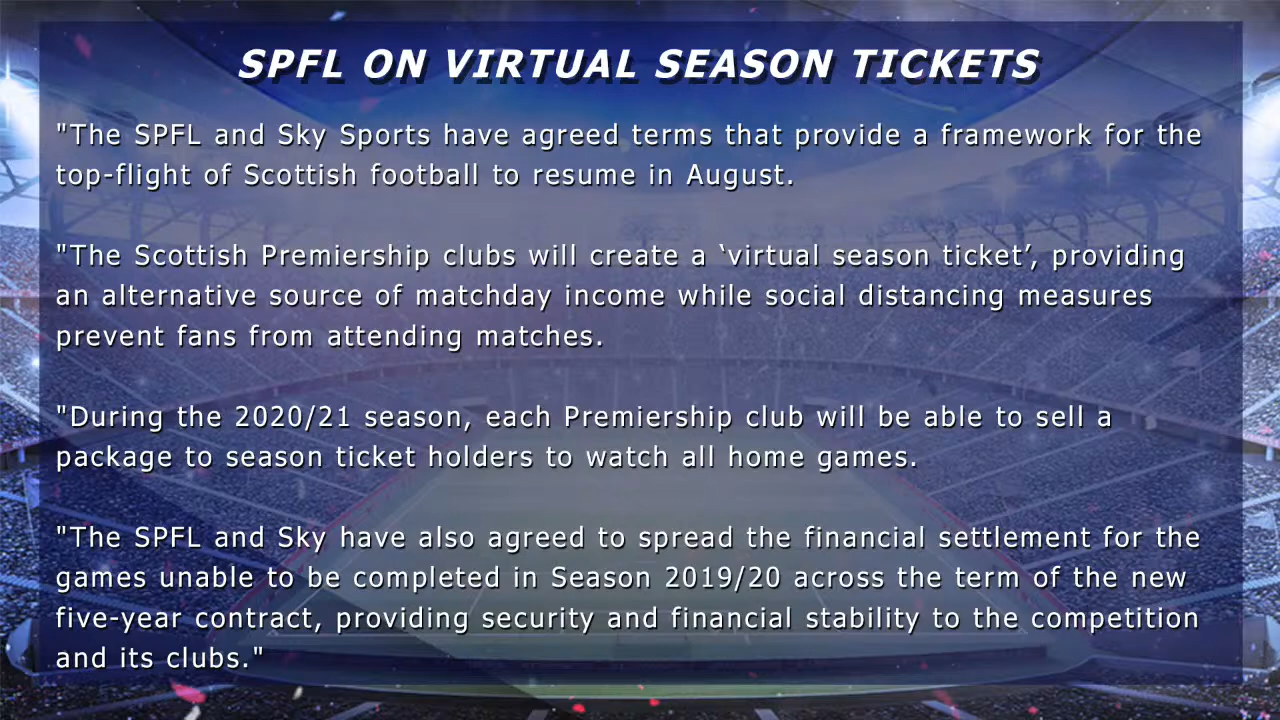 SPFL ON VIRTUAL SEASON TICKETS
"The SPFL and Sky Sports have agreed terms that provide a framework for the
top-flight of Scottish football to resume in August.
"The Scottish Premiership clubs will create a ‘virtual season ticket’, providing
an alternative source of matchday income while social distancing measures
prevent fans from attending matches.
"During the 2020/21 season, each Premiership club will be able to sell a
package to season ticket holders to watch all home games.
"The SPFL and Sky have also agreed to spread the financial settlement for the
games unable to be completed in Season 2019/20 across the term of the new
five-year contract, providing security and financial stability to the competition
and its clubs."